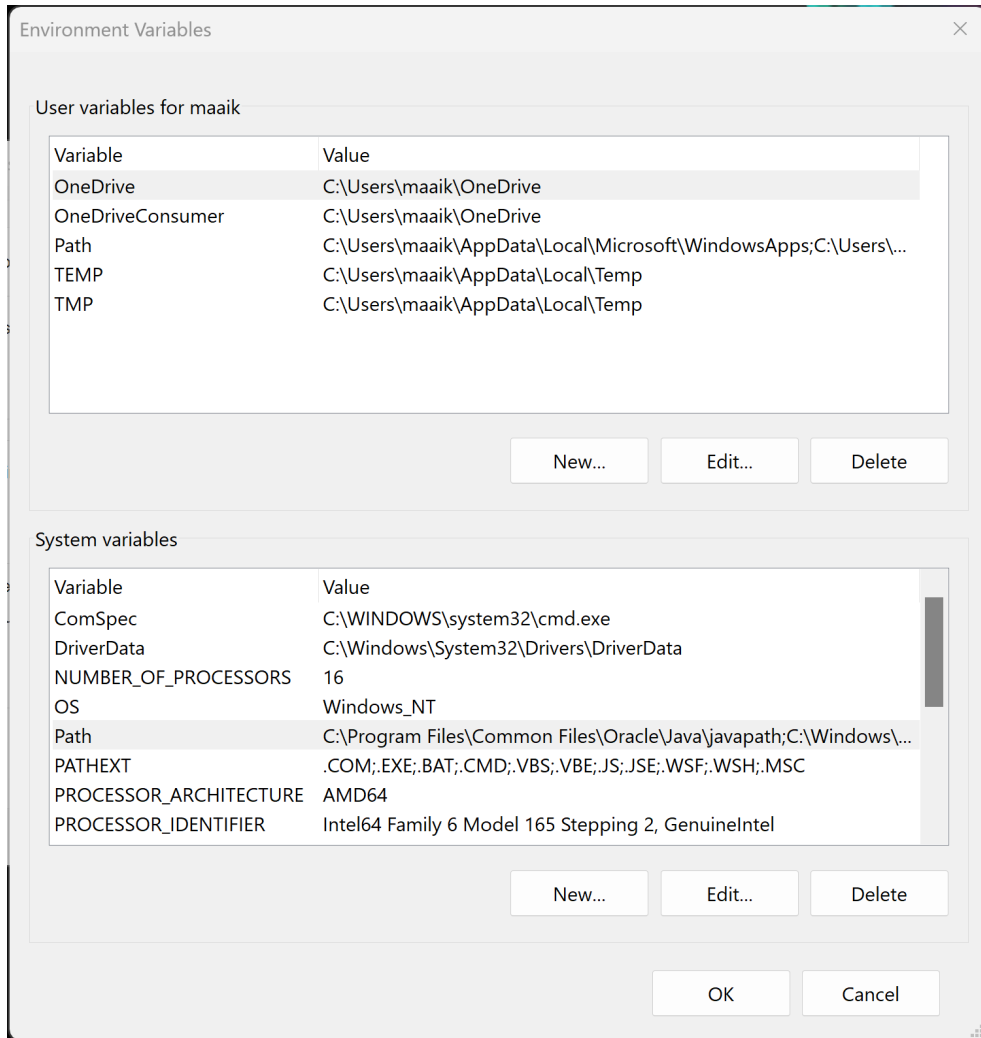 Environment Variables
User variables for maaik
Variable Value
OneDrive C:\Users\maaik\OneDrive
OneDriveConsumer C:\Users\maaik\OneDrive
Path C:\Users\maaik\AppData\Local\Microsoft\WindowsApps;C:\Users\...
TEMP C:\Users\maaik\AppData\Local\Temp
TMP C:\Users\maaik\AppData\Local\Temp
New... Edit... Delete
System variables
Variable Value
ComSpec C:\WINDOWS\system32\cmd.exe
DriverData C:\Windows\System32\Drivers\DriverData
NUMBER_OF_PROCESSORS 16
OS Windows_NT
Path C:\Program Files\Common Files\Oracle\Java\javapath;C:\Windows\...
PATHEXT .COM;.EXE;.BAT;.CMD;.VBS;.VBE;.JS;.JSE;.WSF;.WSH;.MSC
PROCESSOR_ARCHITECTURE AMD64
PROCESSOR_IDENTIFIER Intel64 Family 6 Model 165 Stepping 2, GenuineIntel
New... Edit... Delete
OK Cancel